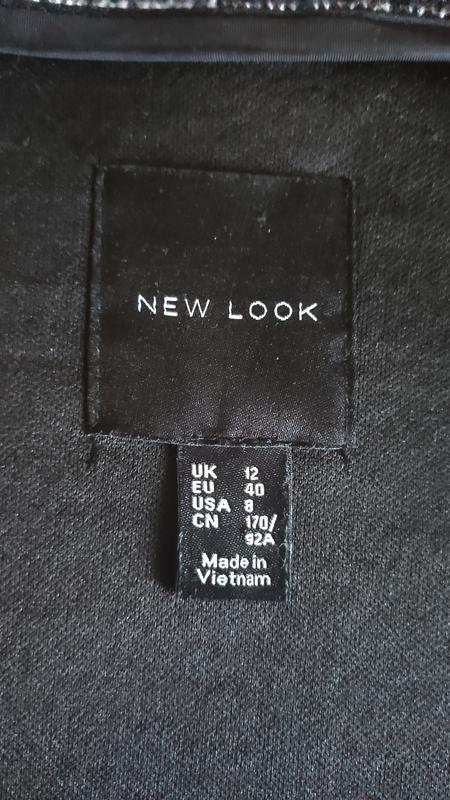 NEW LOOK
UK 12
EU 40
USA 8
CN 170/
92A
Made in
Vietnam